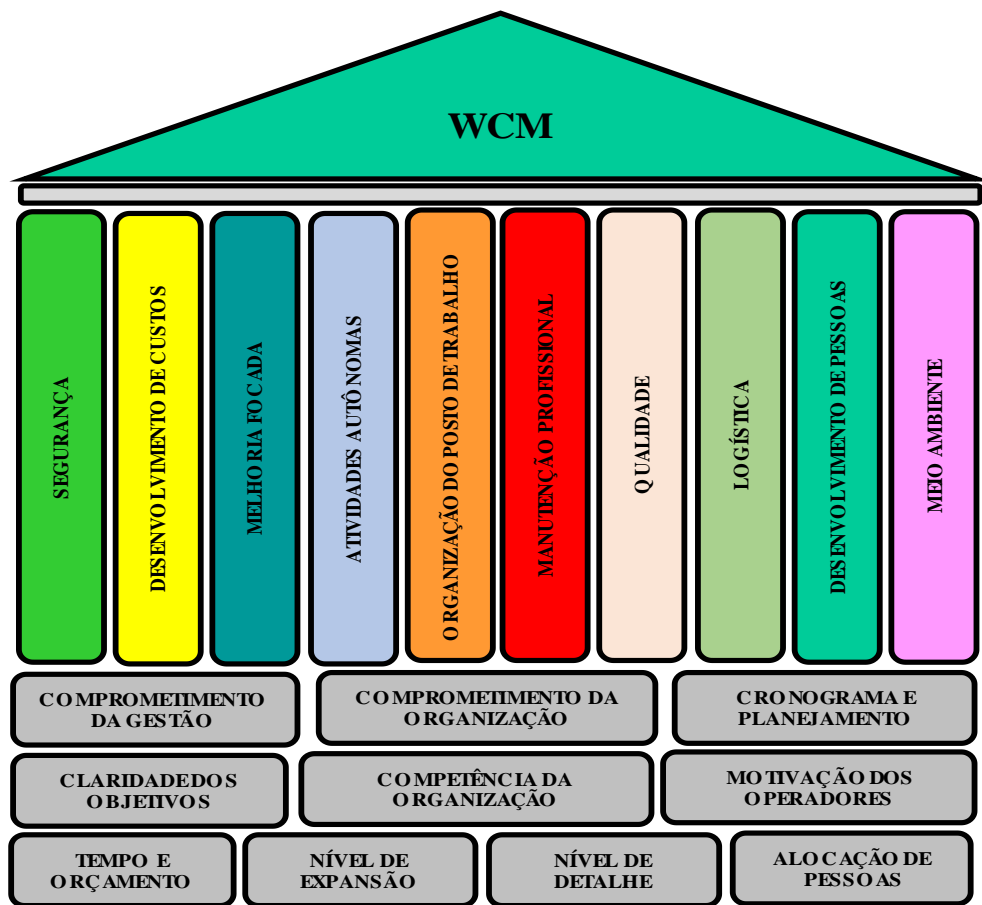 WCM
SEGURANÇA
DESENVOLVIMENTO DE CUSTOS
MELHORIA FOCADA
ATIVIDADES AUTÔNOMAS
ORGANIZAÇÃO DO POSTO DE TRABALHO
MANUTENÇÃO PROFISSIONAL
QUALIDADE
LOGÍSTICA
DESENVOLVIMENTO DE PESSOAS
MEIO AMBIENTE
COMPROMETIMENTO
DA GESTÃO
COMPROMETIMENTO DA
ORGANIZAÇÃO
CRONOGRAMA E
PLANEJAMENTO
CLARIDADE DOS
OBJETIVOS
COMPETÊNCIA DA
ORGANIZAÇÃO
MOTIVAÇÃO DOS
OPERADORES
TEMPO E
ORÇAMENTO
NÍVEL DE
EXPANSÃO
NÍVEL DE
DETALHE
ALOCAÇÃO DE
PESSOAS